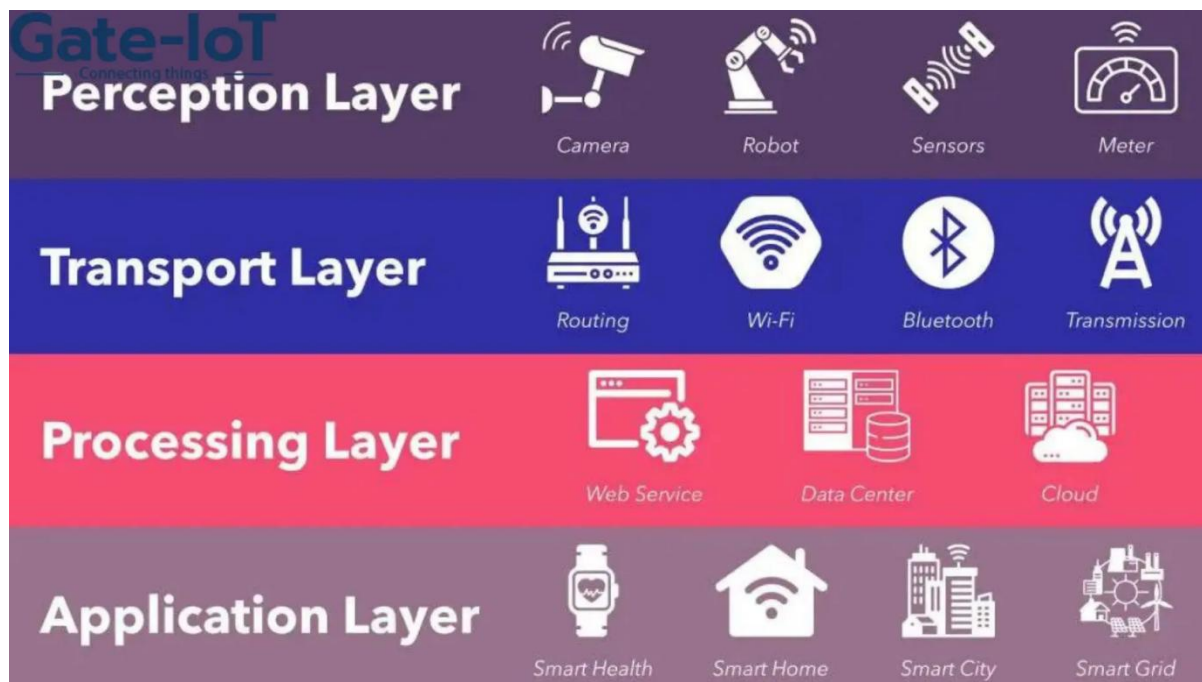 Gate-IoT
Connecting things
Perception Layer
Camera
Robot
Sensors
Meter
Transport Layer
Routing
Wi-Fi
Bluetooth
Transmission
Processing Layer
Web Service
Data Center
Cloud
Application Layer
Smart Health
Smart Home
Smart City
Smart Grid